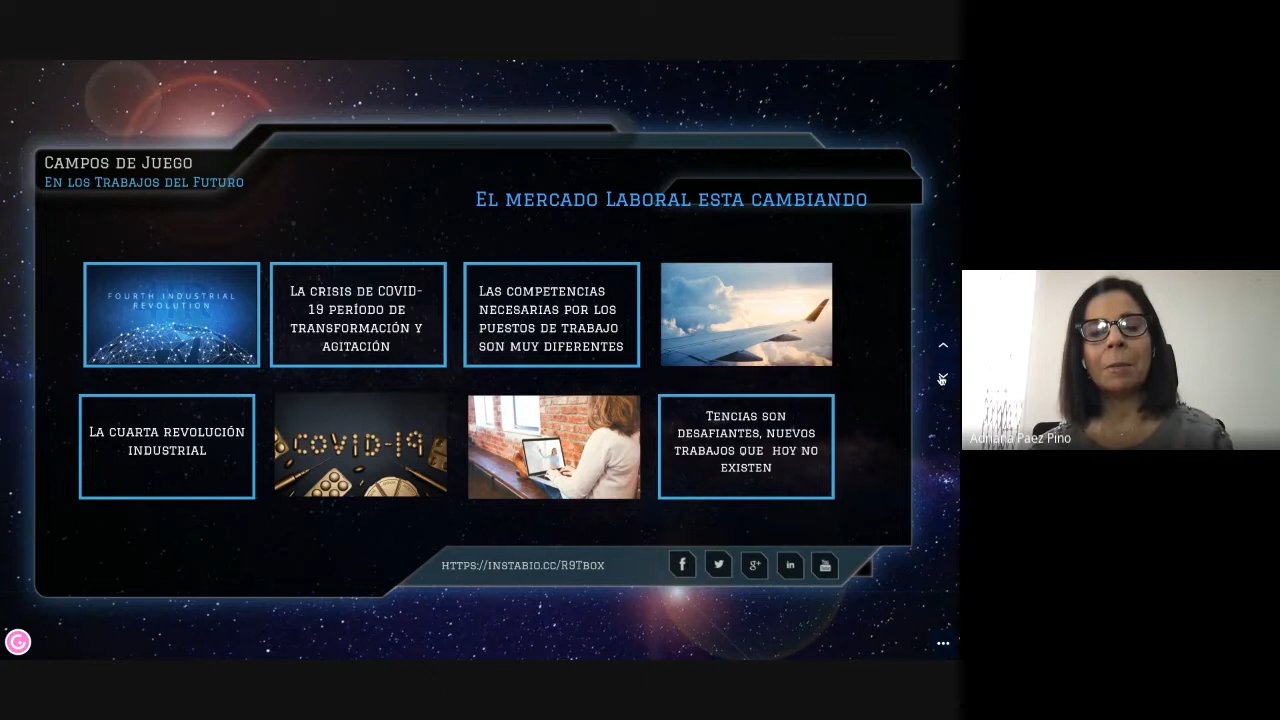 Campos de Juego
En los Trabajos del Futuro
El mercado Laboral esta cambiando
FOURTH INDUSTRIAL
REVOLUTION
La crisis de COVID-
19 período de
transformación y
agitación
Las competencias
necesarias por los
puestos de trabajo
son muy diferentes
La cuarta revolución
industrial
COVID-19
Tencias son
desafiantes, nuevos
trabajos que hoy no
existen
https://instabio.cc/R9Tbox
f
g+
in
You
Adriana Paez Pino